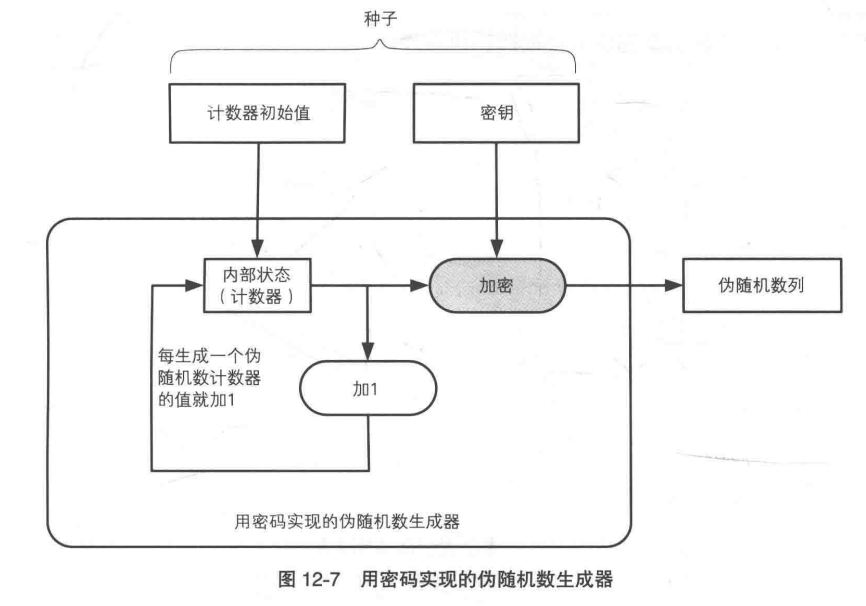 种子
计数器初始值
密钥
内部状态
（计数器）
加密
伪随机数列
每生成一个伪
随机数计数器
的值就加1
加1
用密码实现的伪随机数生成器
图 12-7 用密码实现的伪随机数生成器